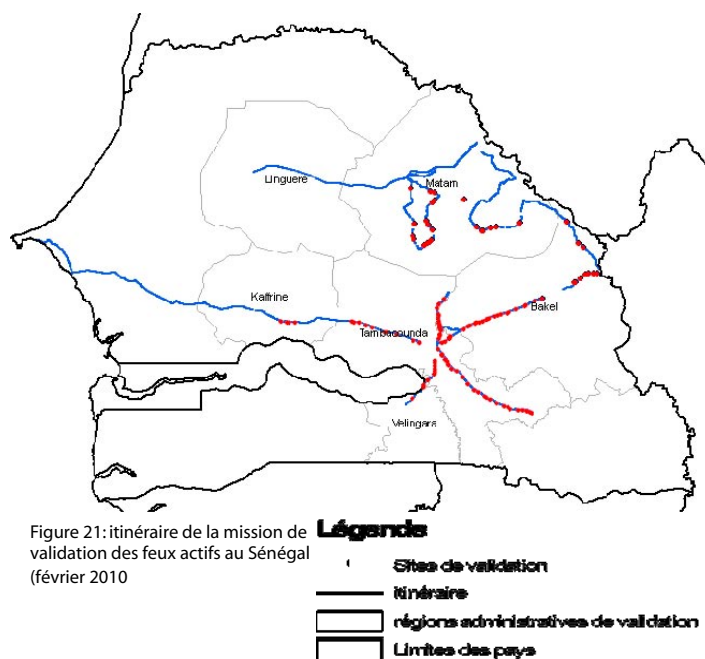 Linguere
Matam
Kaffrine
Bakel
Tambacounda
Velingara
Figure 21: itinéraire de la mission de
validation des feux actifs au Sénégal
(février 2010
Légende
Sites de validation
itinéraire
régions administratives de validation
Limites des pays